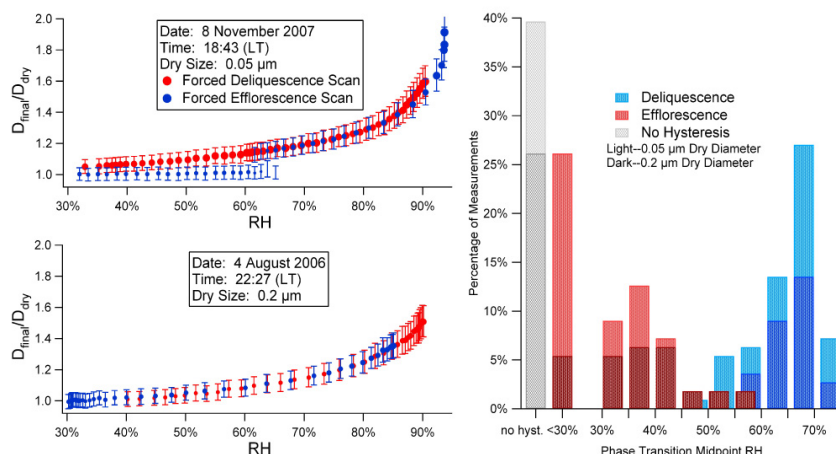 2.0
1.8
1.6
1.4
1.2
1.0
D_final/D_dry
Date: 8 November 2007
Time: 18:43 (LT)
Dry Size: 0.05 µm
Forced Deliquescence Scan
Forced Efflorescence Scan
30% 40% 50% 60% 70% 80% 90%
RH
2.0
1.8
1.6
1.4
1.2
1.0
D_final/D_dry
Date: 4 August 2006
Time: 22:27 (LT)
Dry Size: 0.2 µm
30% 40% 50% 60% 70% 80% 90%
RH
40%
35%
30%
25%
20%
15%
10%
5%
0%
Percentage of Measurements
Deliquescence
Efflorescence
No Hysteresis
Light--0.05 µm Dry Diameter
Dark--0.2 µm Dry Diameter
no hyst. <30% 30% 40% 50% 60% 70%
Phase Transition Midpoint RH